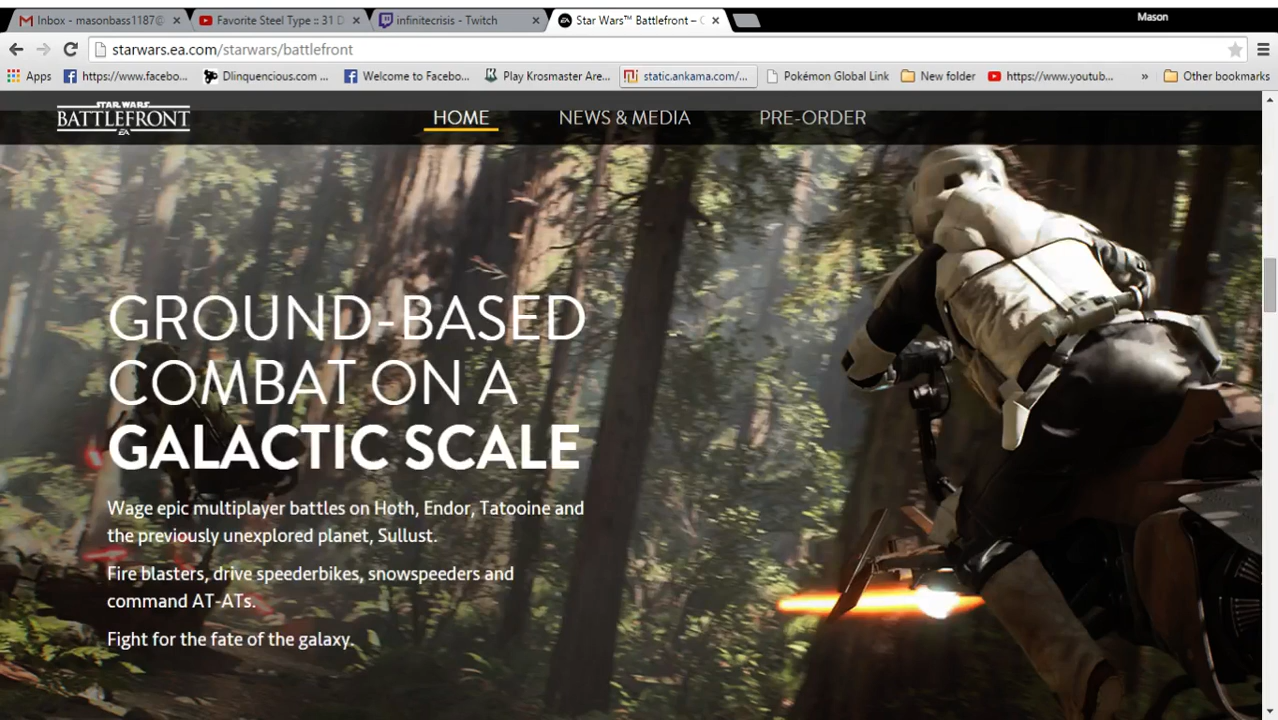 Inbox - masonbass1187@
Favorite Steel Type :: 31 D
infinitecrisis - Twitch
Star Wars™ Battlefront –
Mason
starwars.ea.com/starwars/battlefront
Apps
https://www.facebo...
Dlinquencious.com ...
Welcome to Facebo...
Play Krosmaster Are...
static.ankama.com/...
Pokémon Global Link
New folder
https://www.youtub...
»
Other bookmarks
STAR WARS
BATTLEFRONT
EA
HOME
NEWS & MEDIA
PRE-ORDER
GROUND-BASED
COMBAT ON A
GALACTIC SCALE
Wage epic multiplayer battles on Hoth, Endor, Tatooine and
the previously unexplored planet, Sullust.
Fire blasters, drive speederbikes, snowspeeders and
command AT-ATs.
Fight for the fate of the galaxy.